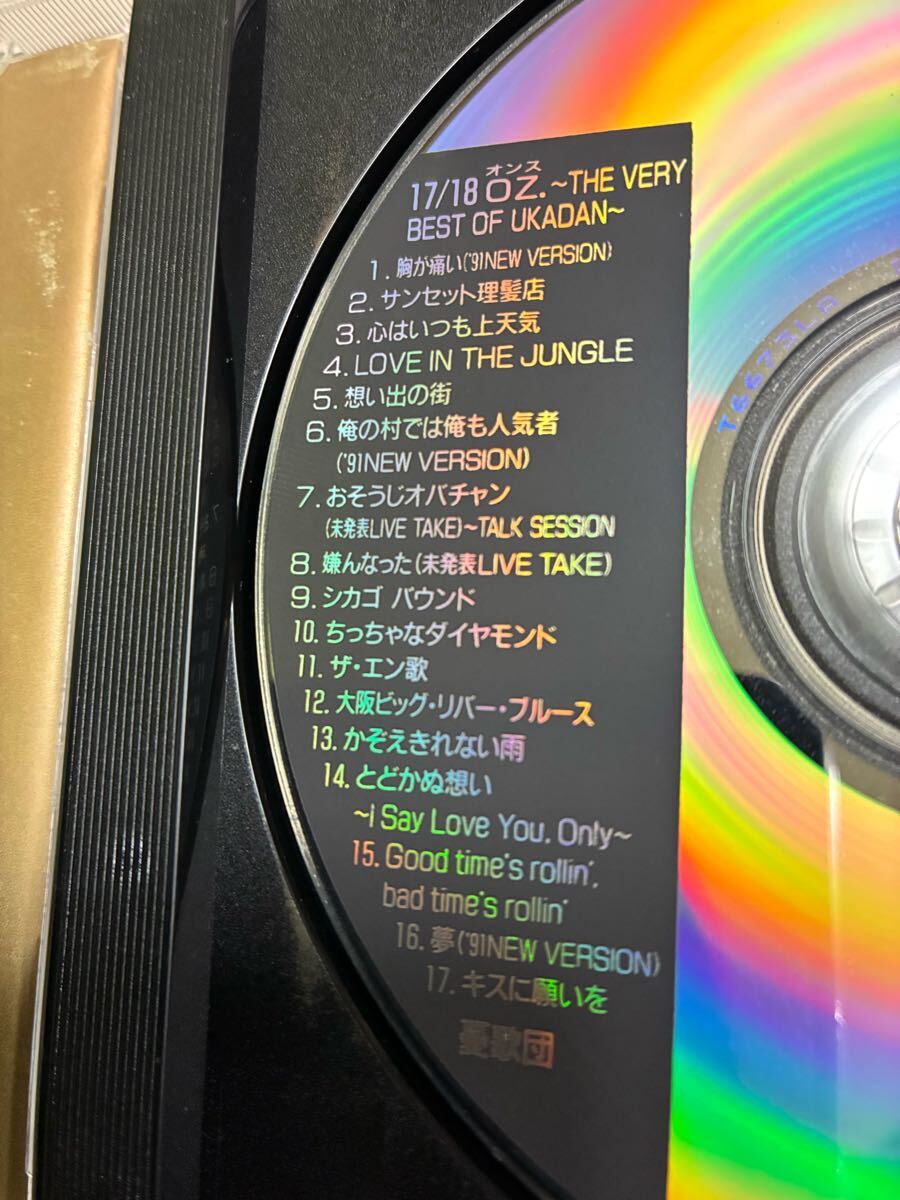 オンス
17/18 OZ.~THE VERY
BEST OF UKADAN~
1.胸が痛い('91NEW VERSION)
2.サンセット理髪店
3.心はいつも上天気
4.LOVE IN THE JUNGLE
5.想い出の街
6.俺の村では俺も人気者
('91NEW VERSION)
7.おそうじオバチャン
(未発表LIVE TAKE)~TALK SESSION
8.嫌んなった(未発表LIVE TAKE)
9.シカゴ バウンド
10.ちっちゃなダイヤモンド
11.ザ・エン歌
12.大阪ビッグ・リバー・ブルース
13.かぞえきれない雨
14.とどかぬ想い
~I Say Love You, Only~
15.Good time's rollin',
bad time's rollin'
16.夢('91NEW VERSION)
17.キスに願いを
憂歌団
T6673LA